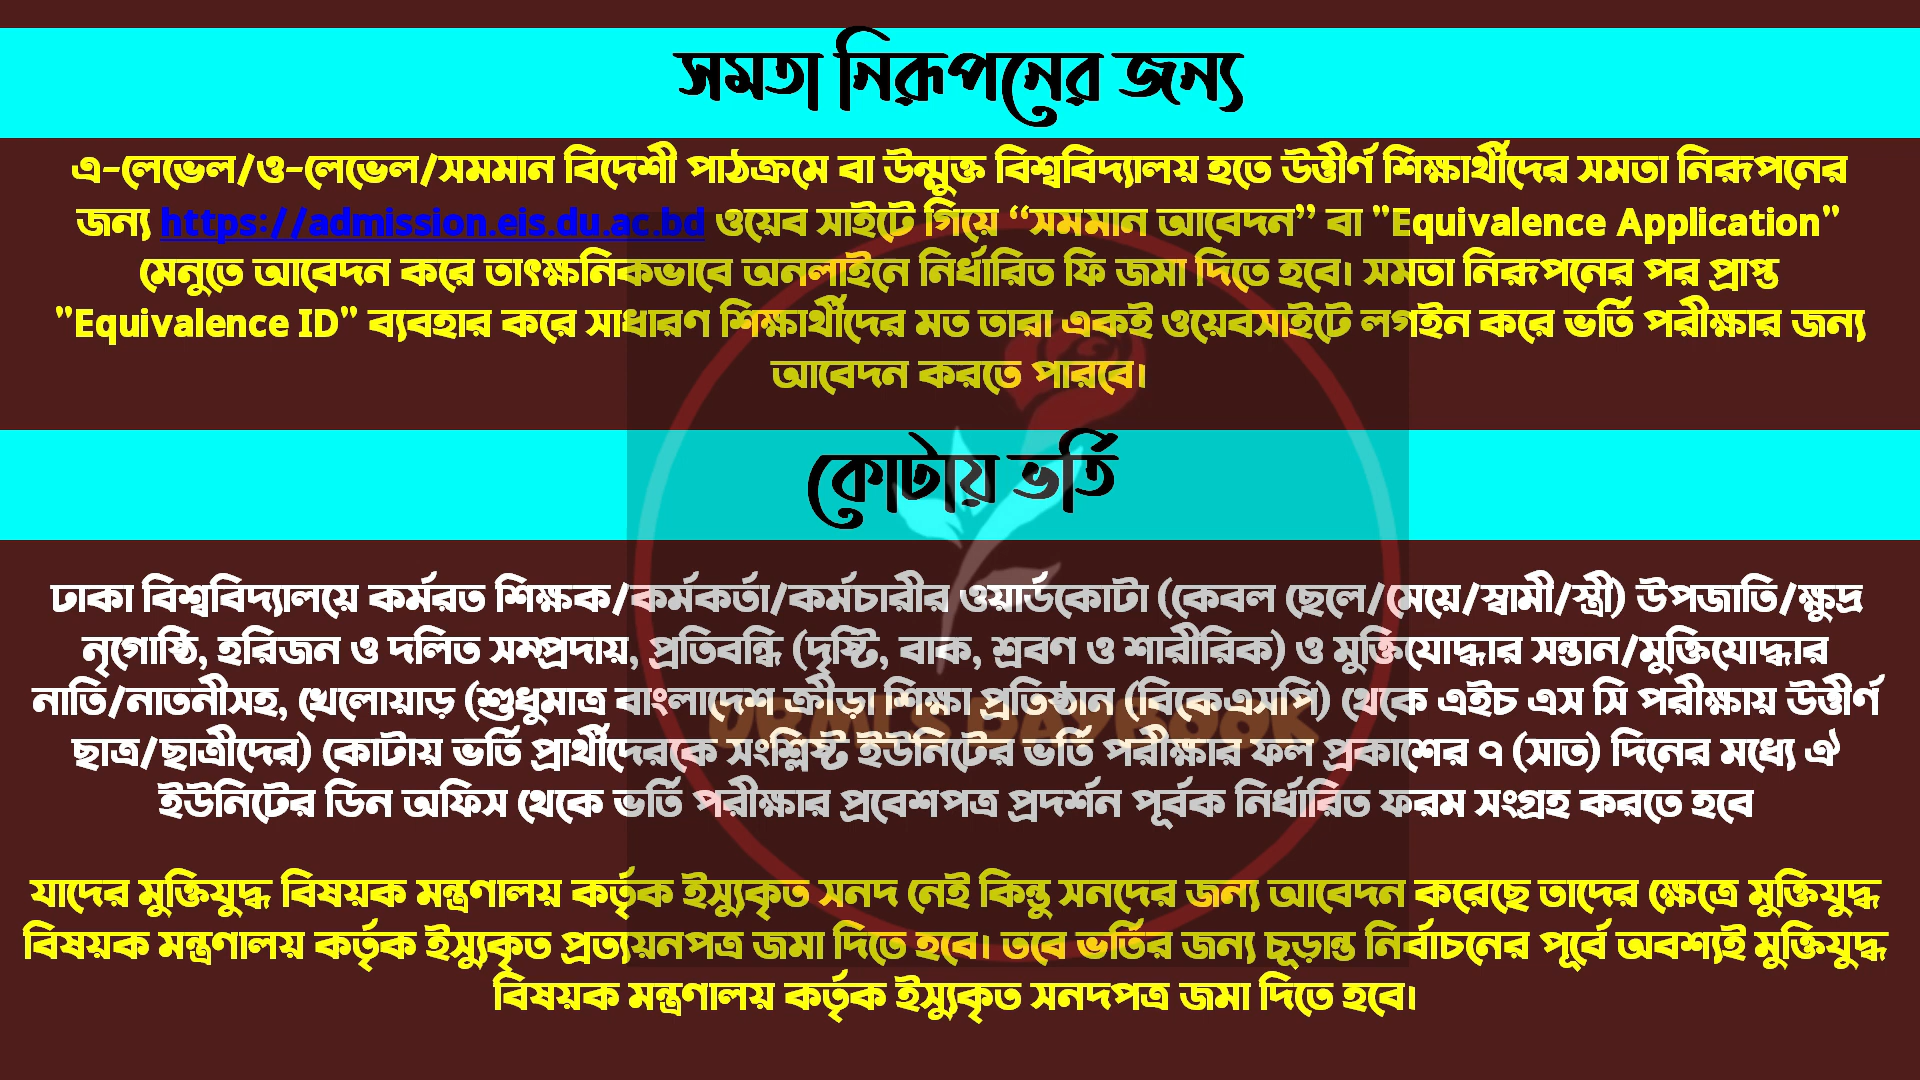 সমতা নিরূপনের জন্য
এ-লেভেল/ও-লেভেল/সমমান বিদেশী পাঠক্রমে বা উন্মুক্ত বিশ্ববিদ্যালয় হতে উত্তীর্ণ শিক্ষার্থীদের সমতা নিরূপনের
জন্য https://admission.eis.du.ac.bd ওয়েব সাইটে গিয়ে “সমমান আবেদন” বা "Equivalence Application"
মেনুতে আবেদন করে তাৎক্ষনিকভাবে অনলাইনে নির্ধারিত ফি জমা দিতে হবে। সমতা নিরূপনের পর প্রাপ্ত
"Equivalence ID" ব্যবহার করে সাধারণ শিক্ষার্থীদের মত তারা একই ওয়েবসাইটে লগইন করে ভর্তি পরীক্ষার জন্য
আবেদন করতে পারবে।
কোটায় ভর্তি
ঢাকা বিশ্ববিদ্যালয়ে কর্মরত শিক্ষক/কর্মকর্তা/কর্মচারীর ওয়ার্ডকোটা ((কেবল ছেলে/মেয়ে/স্বামী/স্ত্রী) উপজাতি/ক্ষুদ্র
নৃগোষ্ঠি, হরিজন ও দলিত সম্প্রদায়, প্রতিবন্ধি (দৃষ্টি, বাক, শ্রবণ ও শারীরিক) ও মুক্তিযোদ্ধার সন্তান/মুক্তিযোদ্ধার
নাতি/নাতনীসহ, খেলোয়াড় (শুধুমাত্র বাংলাদেশ ক্রীড়া শিক্ষা প্রতিষ্ঠান (বিকেএসপি) থেকে এইচ এস সি পরীক্ষায় উত্তীর্ণ
ছাত্র/ছাত্রীদের) কোটায় ভর্তি প্রার্থীদেরকে সংশ্লিস্ট ইউনিটের ভর্তি পরীক্ষার ফল প্রকাশের ৭ (সাত) দিনের মধ্যে ঐ
ইউনিটের ডিন অফিস থেকে ভর্তি পরীক্ষার প্রবেশপত্র প্রদর্শন পূর্বক নির্ধারিত ফরম সংগ্রহ করতে হবে
যাদের মুক্তিযুদ্ধ বিষয়ক মন্ত্রণালয় কর্তৃক ইস্যুকৃত সনদ নেই কিন্তু সনদের জন্য আবেদন করেছে তাদের ক্ষেত্রে মুক্তিযুদ্ধ
বিষয়ক মন্ত্রণালয় কর্তৃক ইস্যুকৃত প্রত্যয়নপত্র জমা দিতে হবে। তবে ভর্তির জন্য চূড়ান্ত নির্বাচনের পূর্বে অবশ্যই মুক্তিযুদ্ধ
বিষয়ক মন্ত্রণালয় কর্তৃক ইস্যুকৃত সনদপত্র জমা দিতে হবে।